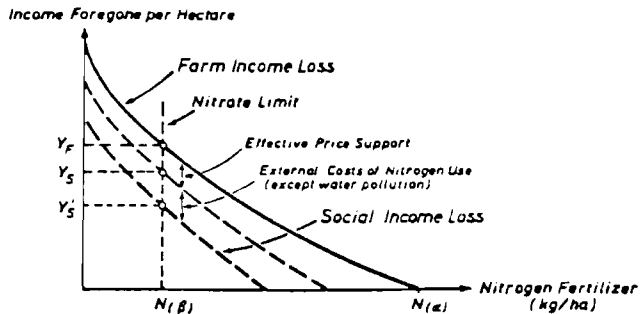 Income Foregone per Hectare
Farm Income Loss
Nitrate Limit
Y_F
Effective Price Support
Y_S
External Costs of Nitrogen Use
(except water pollution)
Y'_S
Social Income Loss
N(β)
N(α)
Nitrogen Fertilizer
(kg/ha)